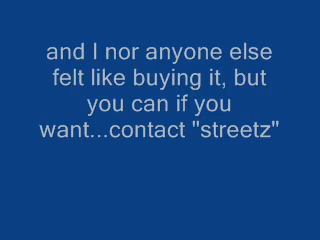 and I nor anyone else
felt like buying it, but
you can if you
want...contact "streetz"